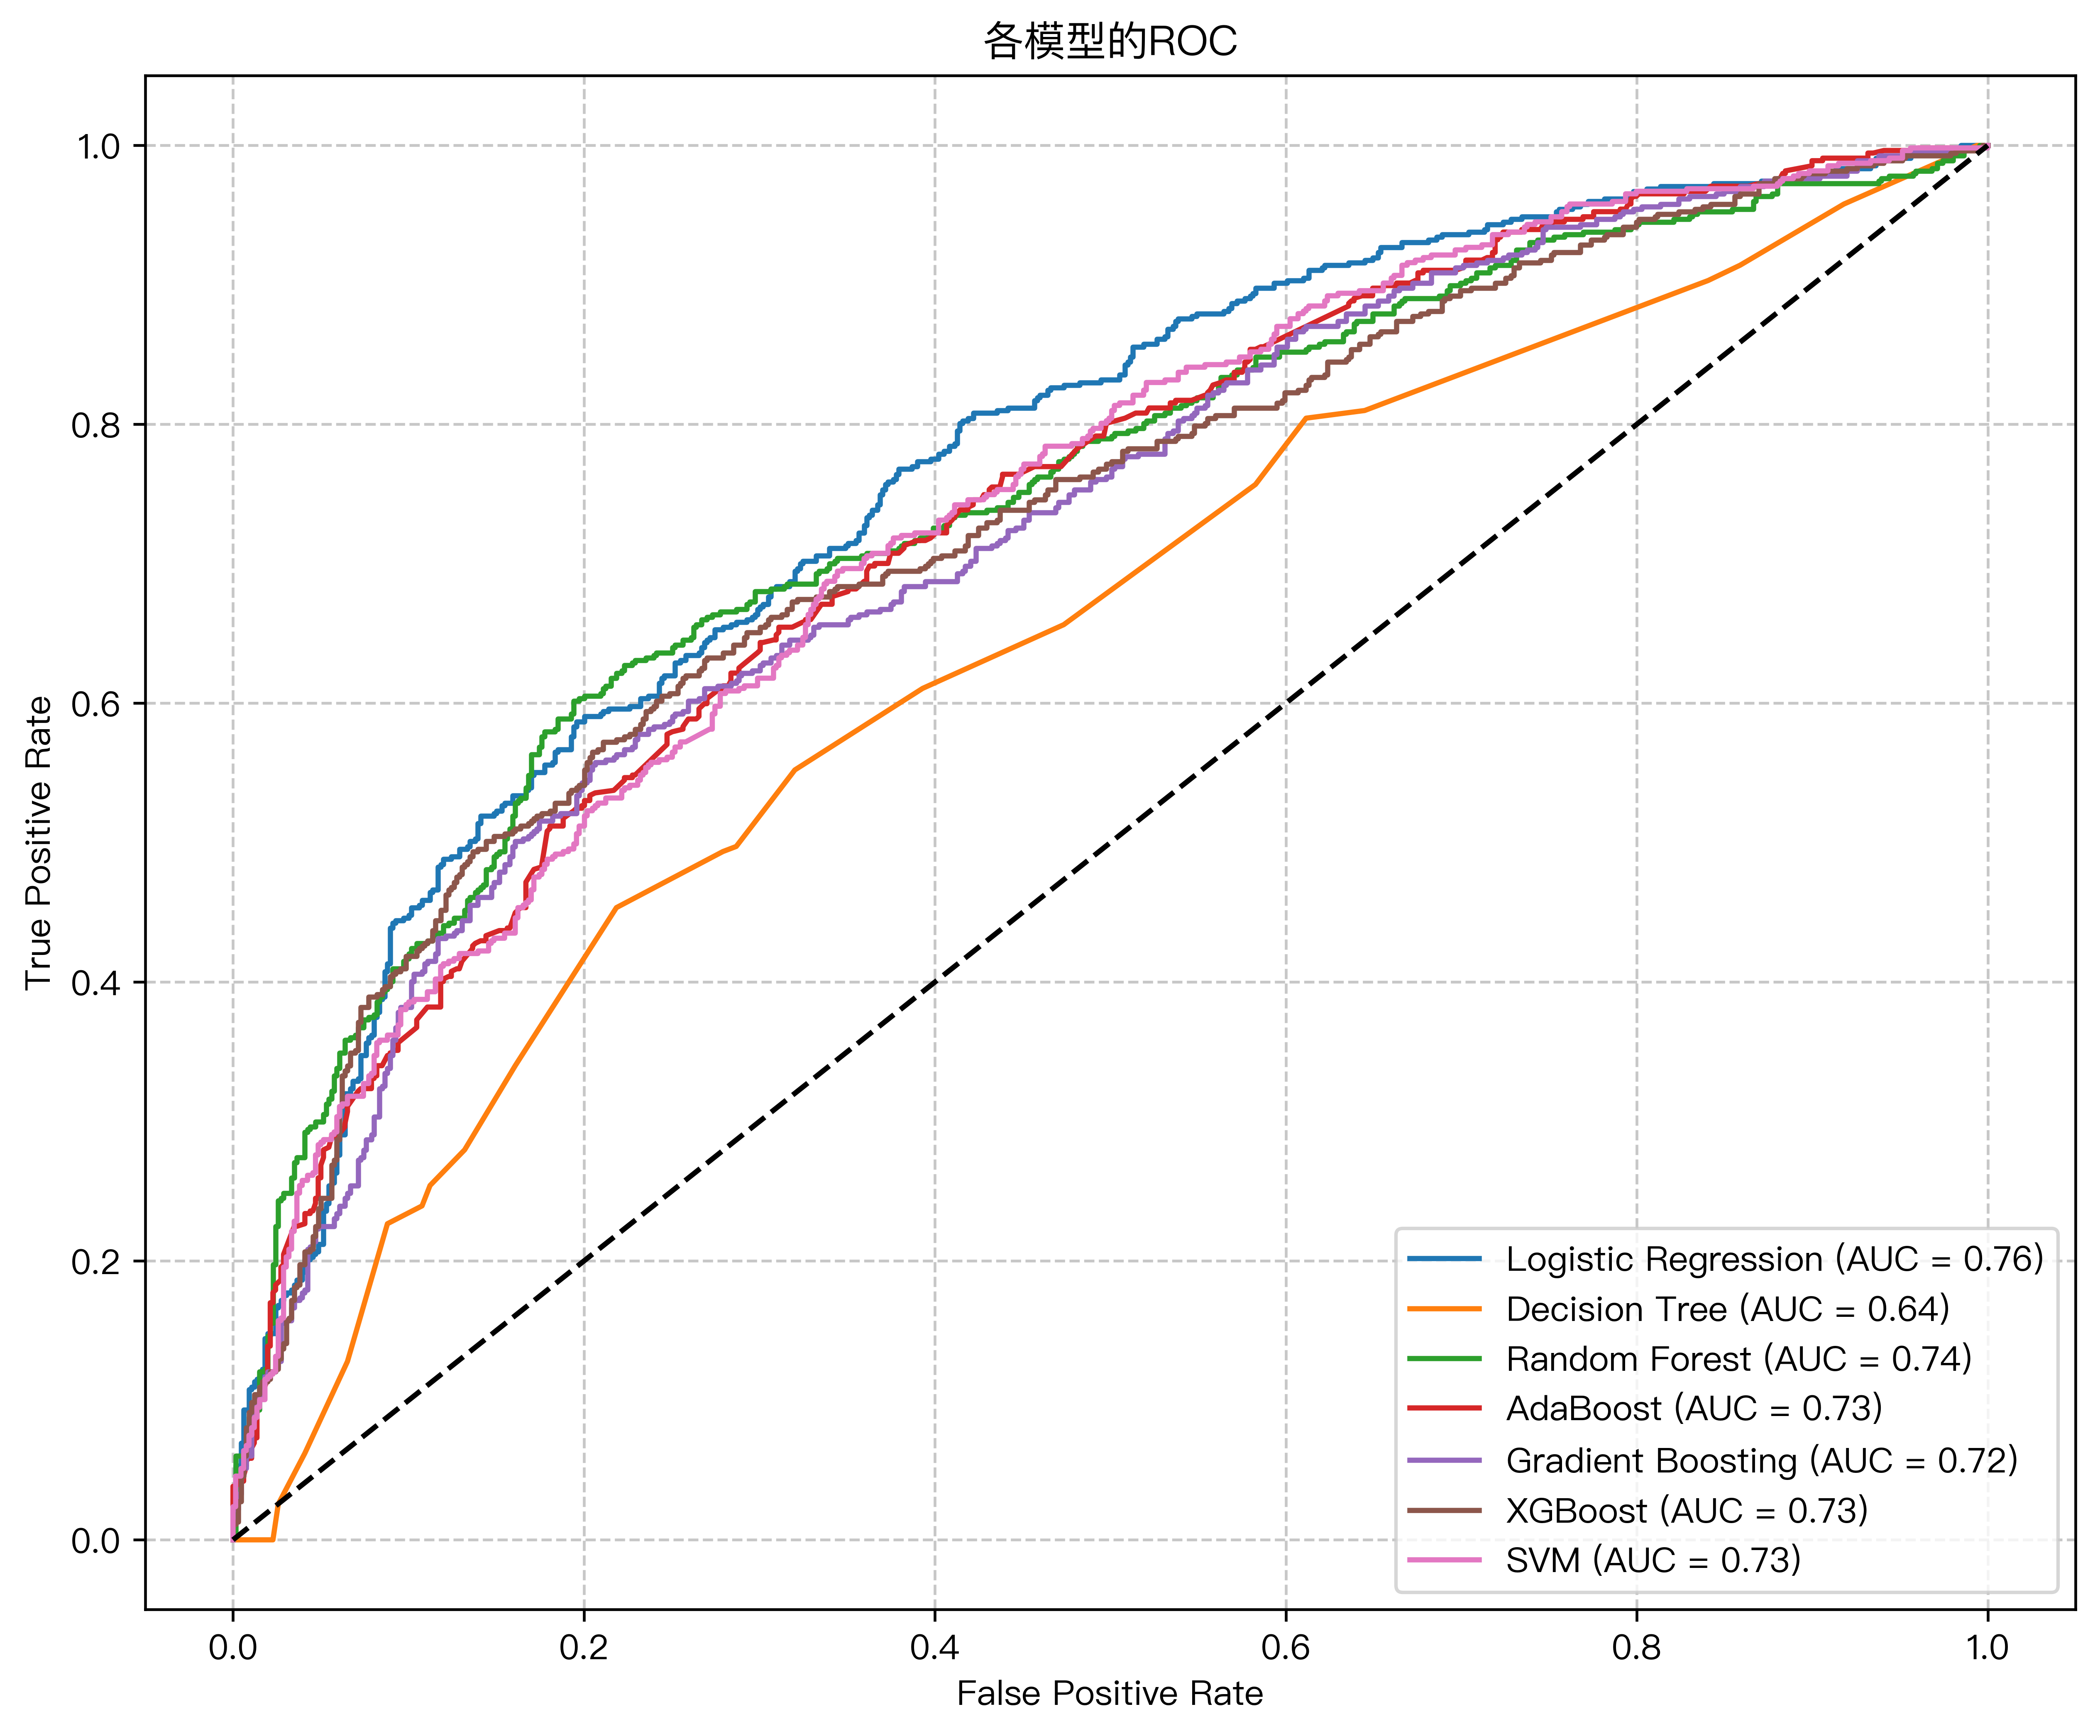 各模型的ROC
1.0
0.8
0.6
0.4
0.2
0.0
True Positive Rate
Logistic Regression (AUC = 0.76)
Decision Tree (AUC = 0.64)
Random Forest (AUC = 0.74)
AdaBoost (AUC = 0.73)
Gradient Boosting (AUC = 0.72)
XGBoost (AUC = 0.73)
SVM (AUC = 0.73)
0.0 0.2 0.4 0.6 0.8 1.0
False Positive Rate